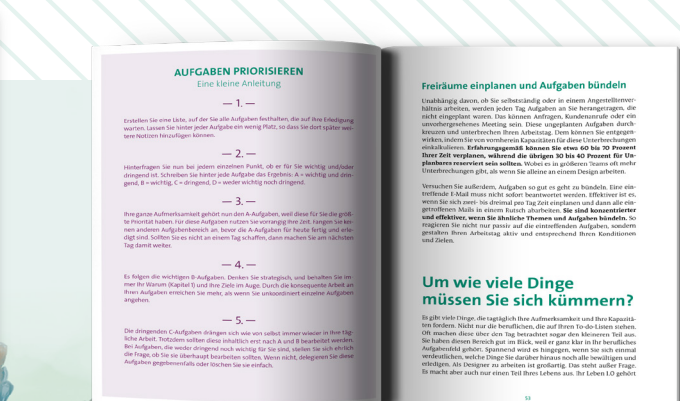 AUFGABEN PRIORISIEREN
Eine kleine Anleitung
— 1. —
Erstellen Sie eine Liste, auf der Sie alle Aufgaben festhalten, die auf Ihre Erledigung
warten. Lassen Sie hinter jeder Aufgabe ein wenig Platz, so dass Sie dort später wei-
tere Notizen hinzufügen können.
— 2. —
Hinterfragen Sie nun bei jedem einzelnen Punkt, ob er für Sie wichtig und/oder
dringend ist. Schreiben Sie hinter jede Aufgabe das Ergebnis: A = wichtig und drin-
gend, B = wichtig, C = dringend, D = weder wichtig noch dringend.
— 3. —
Ihre ganze Aufmerksamkeit gehört nun den A-Aufgaben, weil diese für Sie die größ-
te Priorität haben. Für diese Aufgaben nutzen Sie vorrangig Ihre Zeit. Fangen Sie kei-
nen anderen Aufgabenbereich an, bevor die A-Aufgaben für heute fertig und erle-
digt sind. Sollten Sie es nicht an einem Tag schaffen, dann machen Sie am nächsten
Tag damit weiter.
— 4. —
Es folgen die wichtigen B-Aufgaben. Denken Sie strategisch, und behalten Sie im-
mer Ihr Warum (Kapitel 1) und Ihre Ziele im Auge. Durch die konsequente Arbeit an
Ihren Aufgaben erreichen Sie mehr, als wenn Sie unkoordiniert einzelne Aufgaben
angehen.
— 5. —
Die dringenden C-Aufgaben drängen sich wie von selbst immer wieder in Ihre täg-
liche Arbeit. Trotzdem sollten diese inhaltlich erst nach A und B bearbeitet werden.
Bei Aufgaben, die weder dringend noch wichtig für Sie sind, stellen Sie sich ehrlich
die Frage, ob Sie sie überhaupt bearbeiten sollten. Wenn nicht, delegieren Sie diese
Aufgaben gegebenenfalls oder löschen Sie sie einfach.
Freiräume einplanen und Aufgaben bündeln
Unabhängig davon, ob Sie selbstständig oder in einem Angestelltenver-
hältnis arbeiten, werden jeden Tag Aufgaben an Sie herangetragen, die
nicht eingeplant waren. Das können Anfragen, Kundenanrufe oder ein
unvorhergesehenes Meeting sein. Diese ungeplanten Aufgaben durch-
kreuzen und unterbrechen Ihren Arbeitstag. Dem können Sie entgegen-
wirken, indem Sie von vornherein Kapazitäten für diese Unterbrechungen
einkalkulieren. Erfahrungsgemäß können Sie etwa 60 bis 70 Prozent
Ihrer Zeit verplanen, während die übrigen 30 bis 40 Prozent für Un-
planbares reserviert sein sollten. Wobei es in größeren Teams oft mehr
Unterbrechungen gibt, als wenn Sie alleine an einem Design arbeiten.
Versuchen Sie außerdem, Aufgaben so gut es geht zu bündeln. Eine ein-
treffende E-Mail muss nicht sofort beantwortet werden. Effektiver ist es,
wenn Sie sich zwei- bis dreimal pro Tag Zeit einplanen und dann alle ein-
getroffenen Mails in einem Rutsch abarbeiten. Sie sind konzentrierter
und effektiver, wenn Sie ähnliche Themen und Aufgaben bündeln. So
reagieren Sie nicht nur passiv auf die eintreffenden Aufgaben, sondern
gestalten Ihren Arbeitstag aktiv und entsprechend Ihren Konditionen
und Zielen.
Um wie viele Dinge
müssen Sie sich kümmern?
Es gibt viele Dinge, die tagtäglich Ihre Aufmerksamkeit und Ihre Kapazitä-
ten fordern. Nicht nur die beruflichen, die auf Ihren To-do-Listen stehen.
Oft machen diese über den Tag betrachtet sogar den kleineren Teil aus.
Sie haben diesen Bereich gut im Blick, weil er ganz klar in Ihr berufliches
Aufgabenfeld gehört. Spannend wird es hingegen, wenn Sie sich einmal
verdeutlichen, welche Dinge Sie darüber hinaus noch alle bewältigen und
erledigen. Als Designer zu arbeiten ist großartig. Das steht außer Frage.
Es macht aber auch nur einen Teil Ihres Lebens aus. Ihr Leben 1.0 gehört